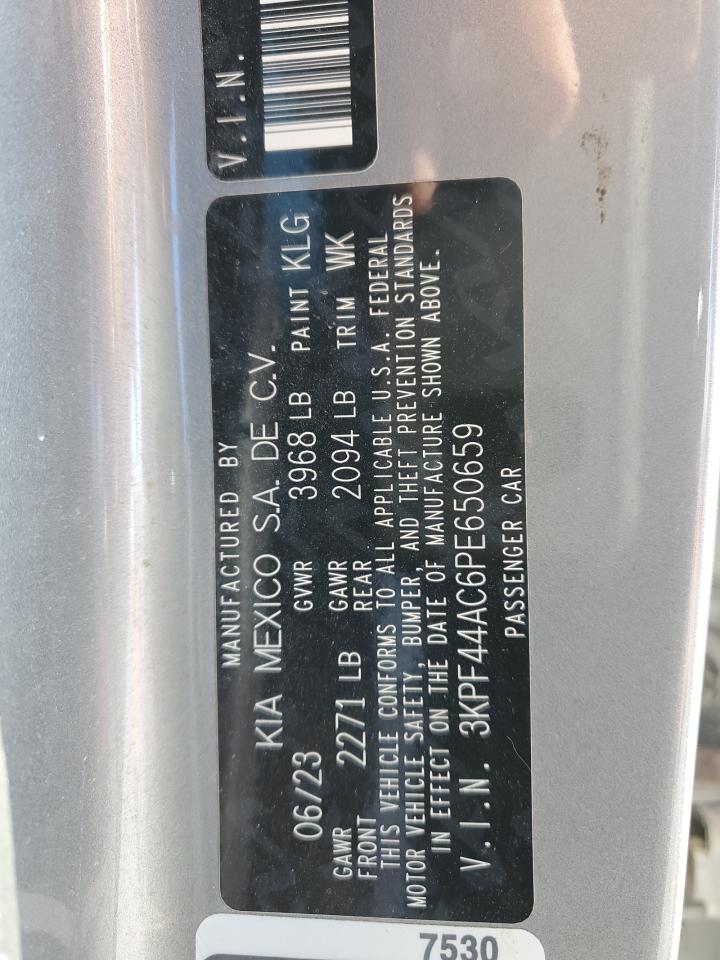 V.I.N.
MANUFACTURED BY
KIA MEXICO S.A. DE C.V.
06/23 GVWR 3968 LB PAINT KLG
GAWR FRONT 2271 LB GAWR REAR 2094 LB TRIM WK
THIS VEHICLE CONFORMS TO ALL APPLICABLE U.S.A. FEDERAL
MOTOR VEHICLE SAFETY, BUMPER, AND THEFT PREVENTION STANDARDS
IN EFFECT ON THE DATE OF MANUFACTURE SHOWN ABOVE.
V.I.N. 3KPF44AC6PE650659
PASSENGER CAR
7530